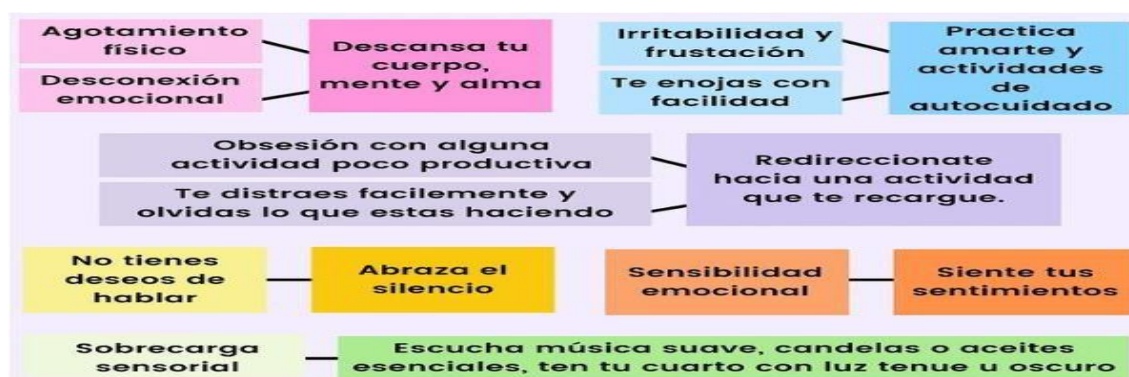 Agotamiento
físico
Desconexión
emocional
Descansa tu
cuerpo,
mente y alma
Irritabilidad y
frustación
Te enojas con
facilidad
Practica
amarte y
actividades
de
autocuidado
Obsesión con alguna
actividad poco productiva
Te distraes facilemente y
olvidas lo que estas haciendo
Redireccionate
hacia una actividad
que te recargue.
No tienes
deseos de
hablar
Abraza el
silencio
Sensibilidad
emocional
Siente tus
sentimientos
Sobrecarga
sensorial
Escucha música suave, candelas o aceites
esenciales, ten tu cuarto con luz tenue u oscuro